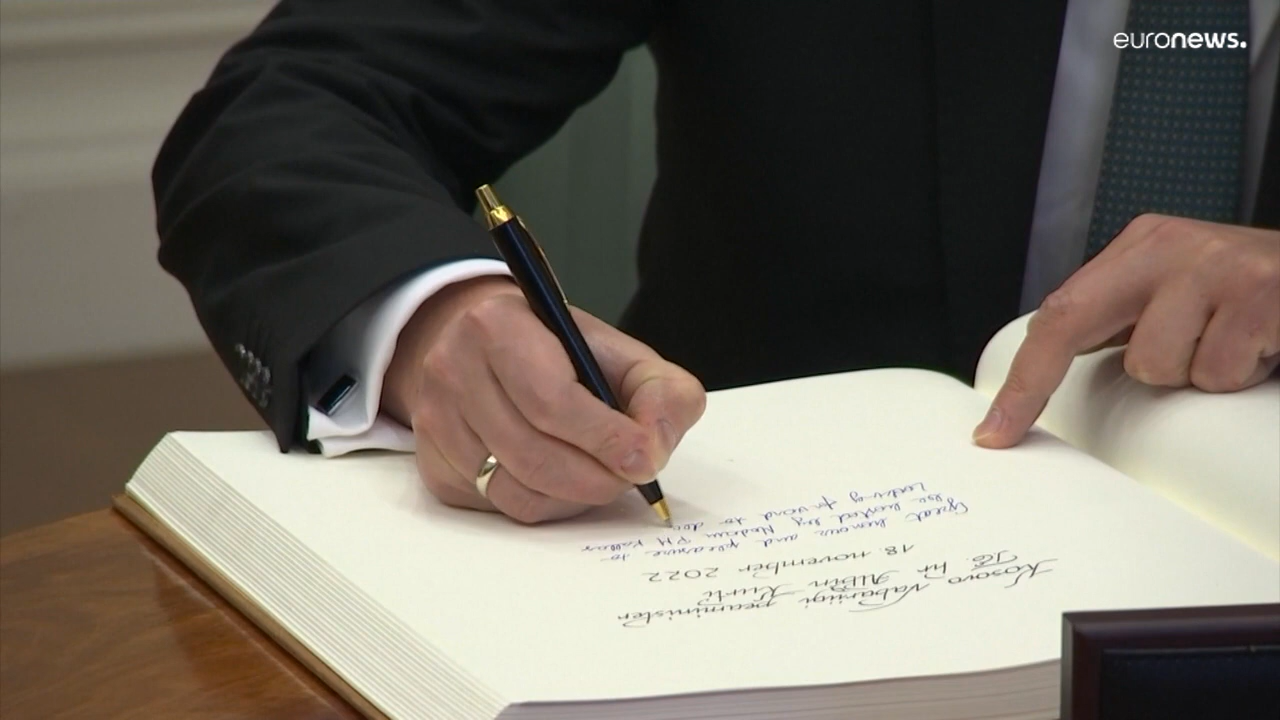 euronews.
Kosovo Vabariigi peaminister
T.E. hr Albin Kurti
18. november 2022
Great honour and pleasure to
be hosted by Madam PM Kallas
Looking forward to